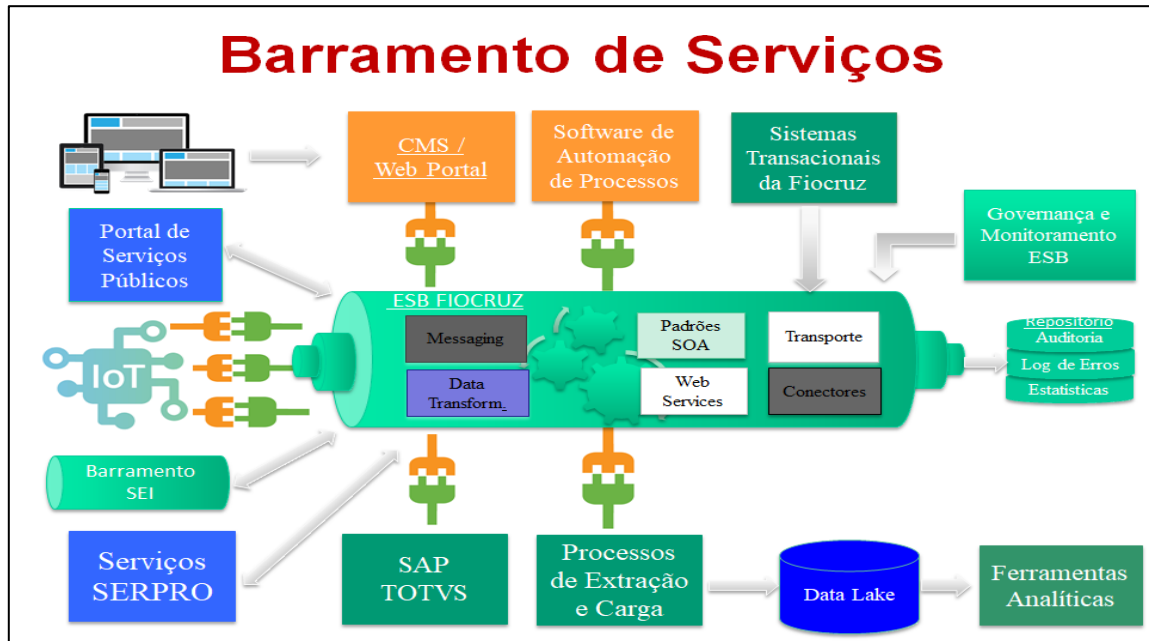 Barramento de Serviços
CMS /
Web Portal
Software de
Automação
de Processos
Sistemas
Transacionais
da Fiocruz
Governança e
Monitoramento
ESB
Portal de
Serviços
Públicos
ESB FIOCRUZ
Messaging
Data
Transform_
Padrões
SOA
Web
Services
Transporte
Conectores
Repositório
Auditoria
Log de Erros
Estatísticas
IoT
Barramento
SEI
Serviços
SERPRO
SAP
TOTVS
Processos
de Extração
e Carga
Data Lake
Ferramentas
Analíticas